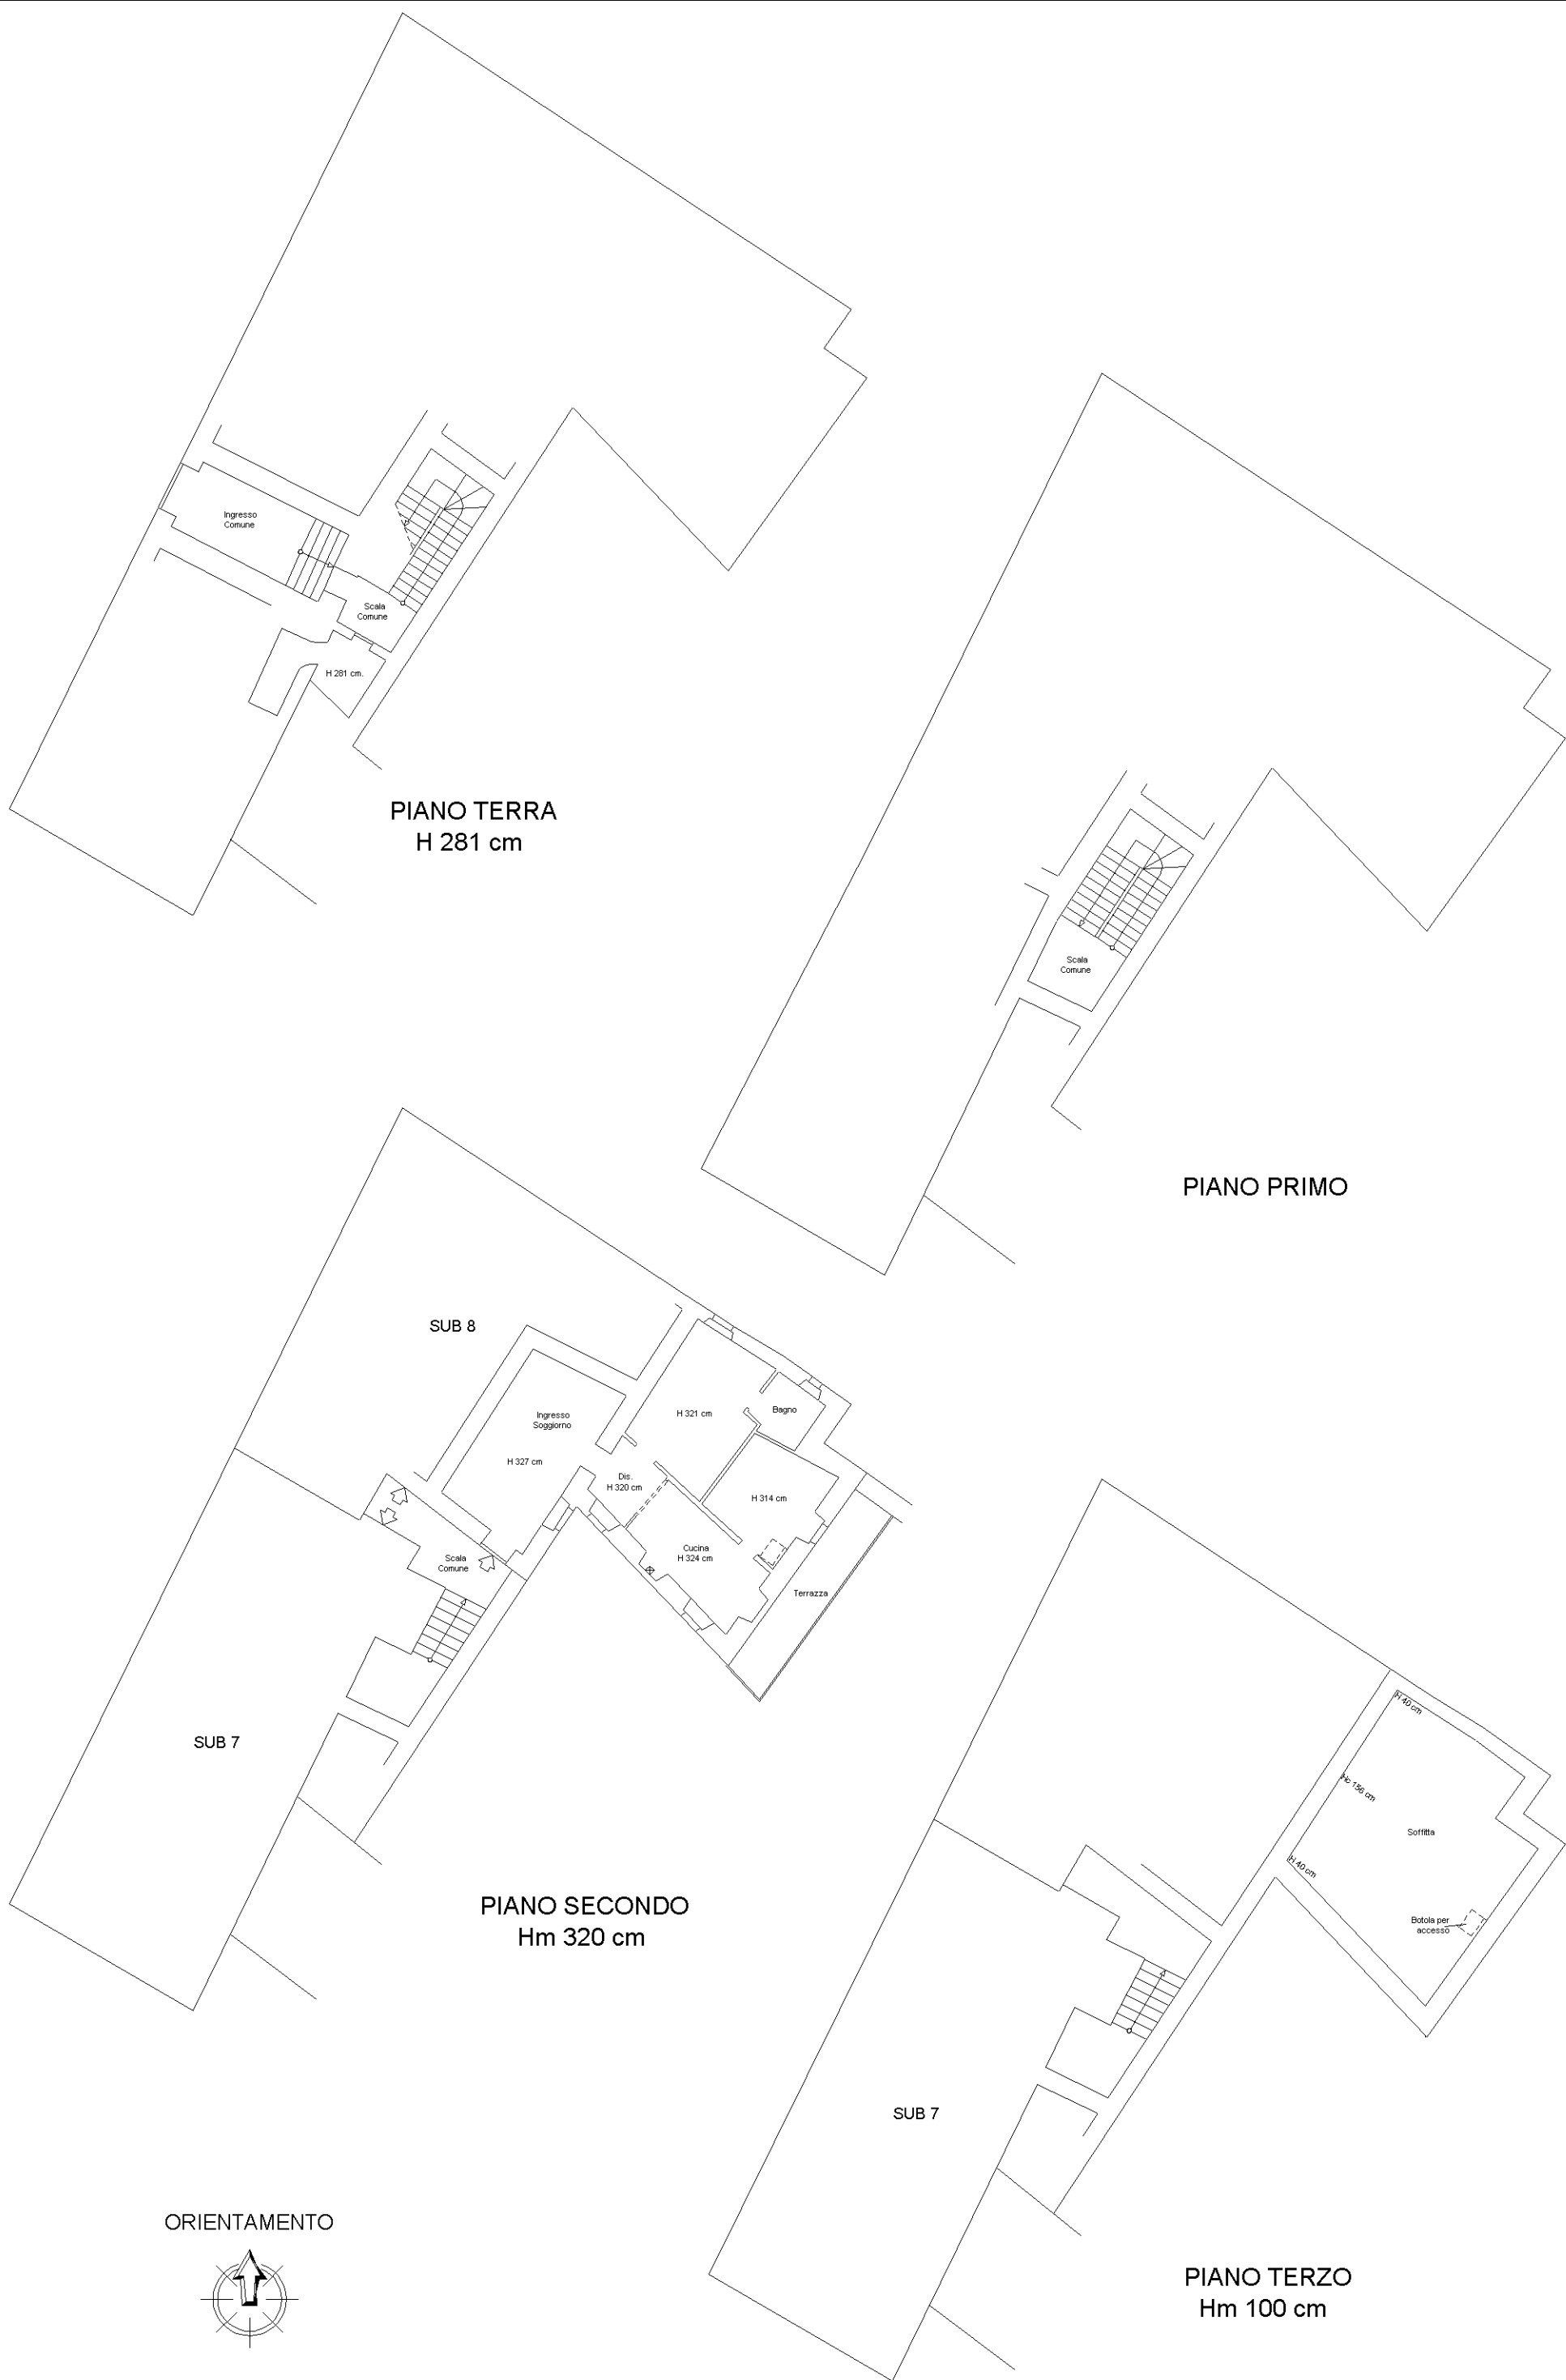 Ingresso
Comune
Scala
Comune
H 281 cm.
PIANO TERRA
H 281 cm
Scala
Comune
PIANO PRIMO
SUB 8
Ingresso
Soggiorno
H 327 cm
H 321 cm
Bagno
Dis.
H 320 cm
H 314 cm
Cucina
H 324 cm
Terrazza
Scala
Comune
SUB 7
PIANO SECONDO
Hm 320 cm
H 40 cm
Hc 156 cm
Soffitta
H 40 cm
Botola per
accesso
SUB 7
PIANO TERZO
Hm 100 cm
ORIENTAMENTO